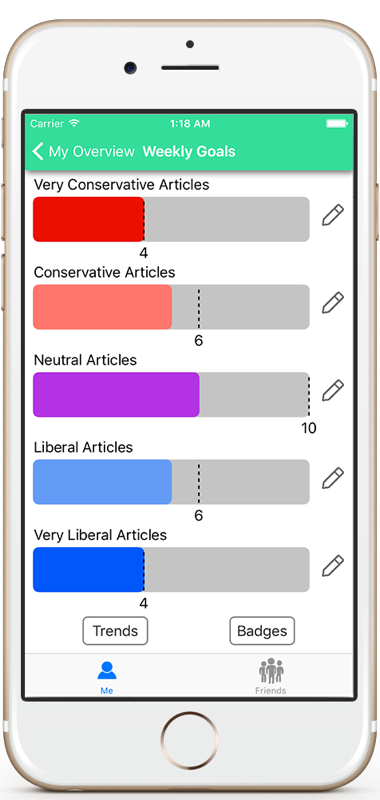 Carrier 1:18 AM
My Overview Weekly Goals
Very Conservative Articles
4
Conservative Articles
6
Neutral Articles
10
Liberal Articles
6
Very Liberal Articles
4
Trends Badges
Me Friends